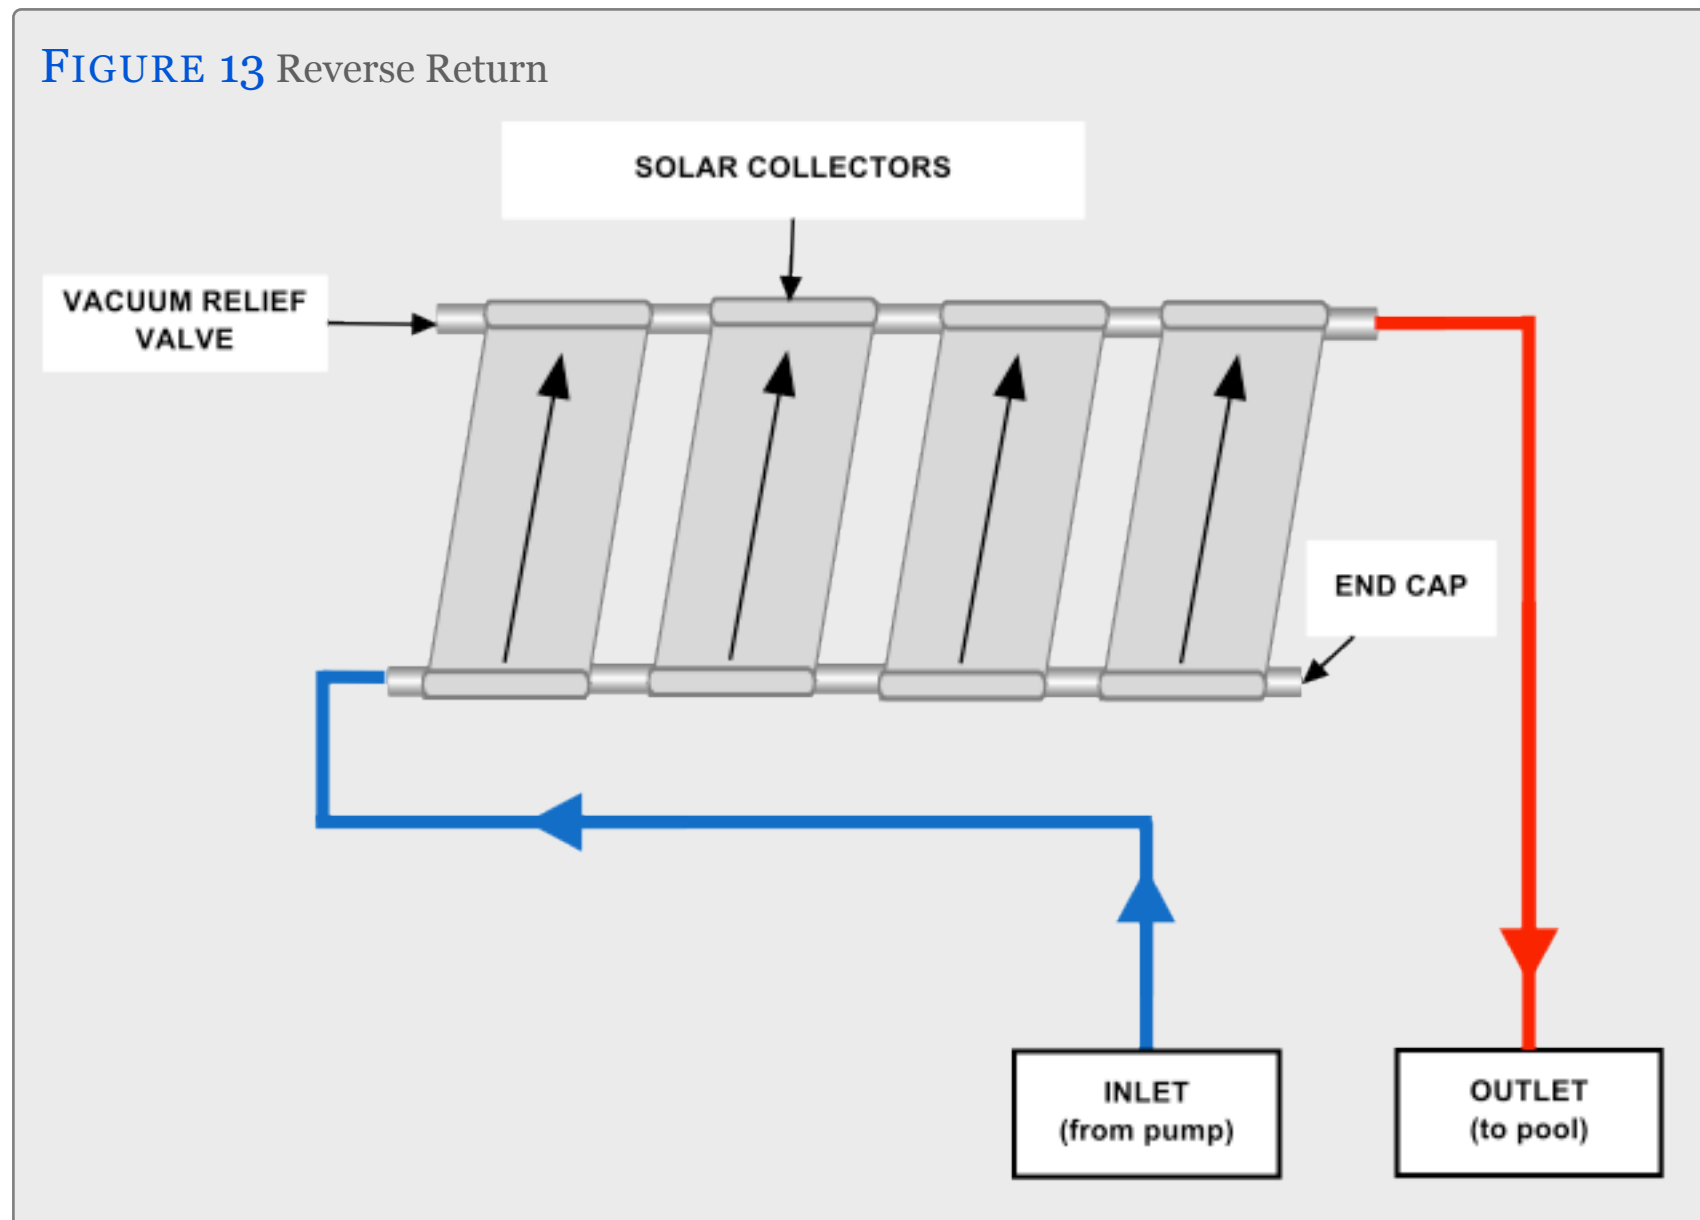 FIGURE 13 Reverse Return
SOLAR COLLECTORS
VACUUM RELIEF
VALVE
END CAP
INLET
(from pump)
OUTLET
(to pool)